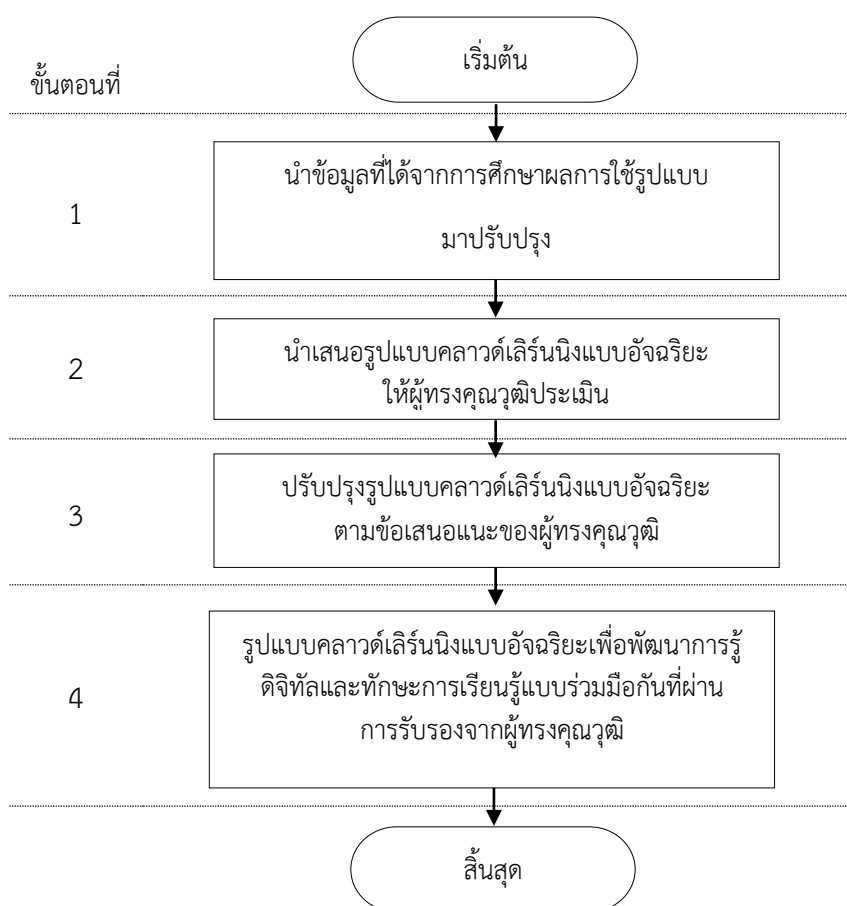 เริ่มต้น
ขั้นตอนที่
1
นำข้อมูลที่ได้จากการศึกษาผลการใช้รูปแบบ
มาปรับปรุง
2
นำเสนอรูปแบบคลาวด์เลิร์นนิงแบบอัจฉริยะ
ให้ผู้ทรงคุณวุฒิประเมิน
3
ปรับปรุงรูปแบบคลาวด์เลิร์นนิงแบบอัจฉริยะ
ตามข้อเสนอแนะของผู้ทรงคุณวุฒิ
4
รูปแบบคลาวด์เลิร์นนิงแบบอัจฉริยะเพื่อพัฒนาการรู้
ดิจิทัลและทักษะการเรียนรู้แบบร่วมมือกันที่ผ่าน
การรับรองจากผู้ทรงคุณวุฒิ
สิ้นสุด